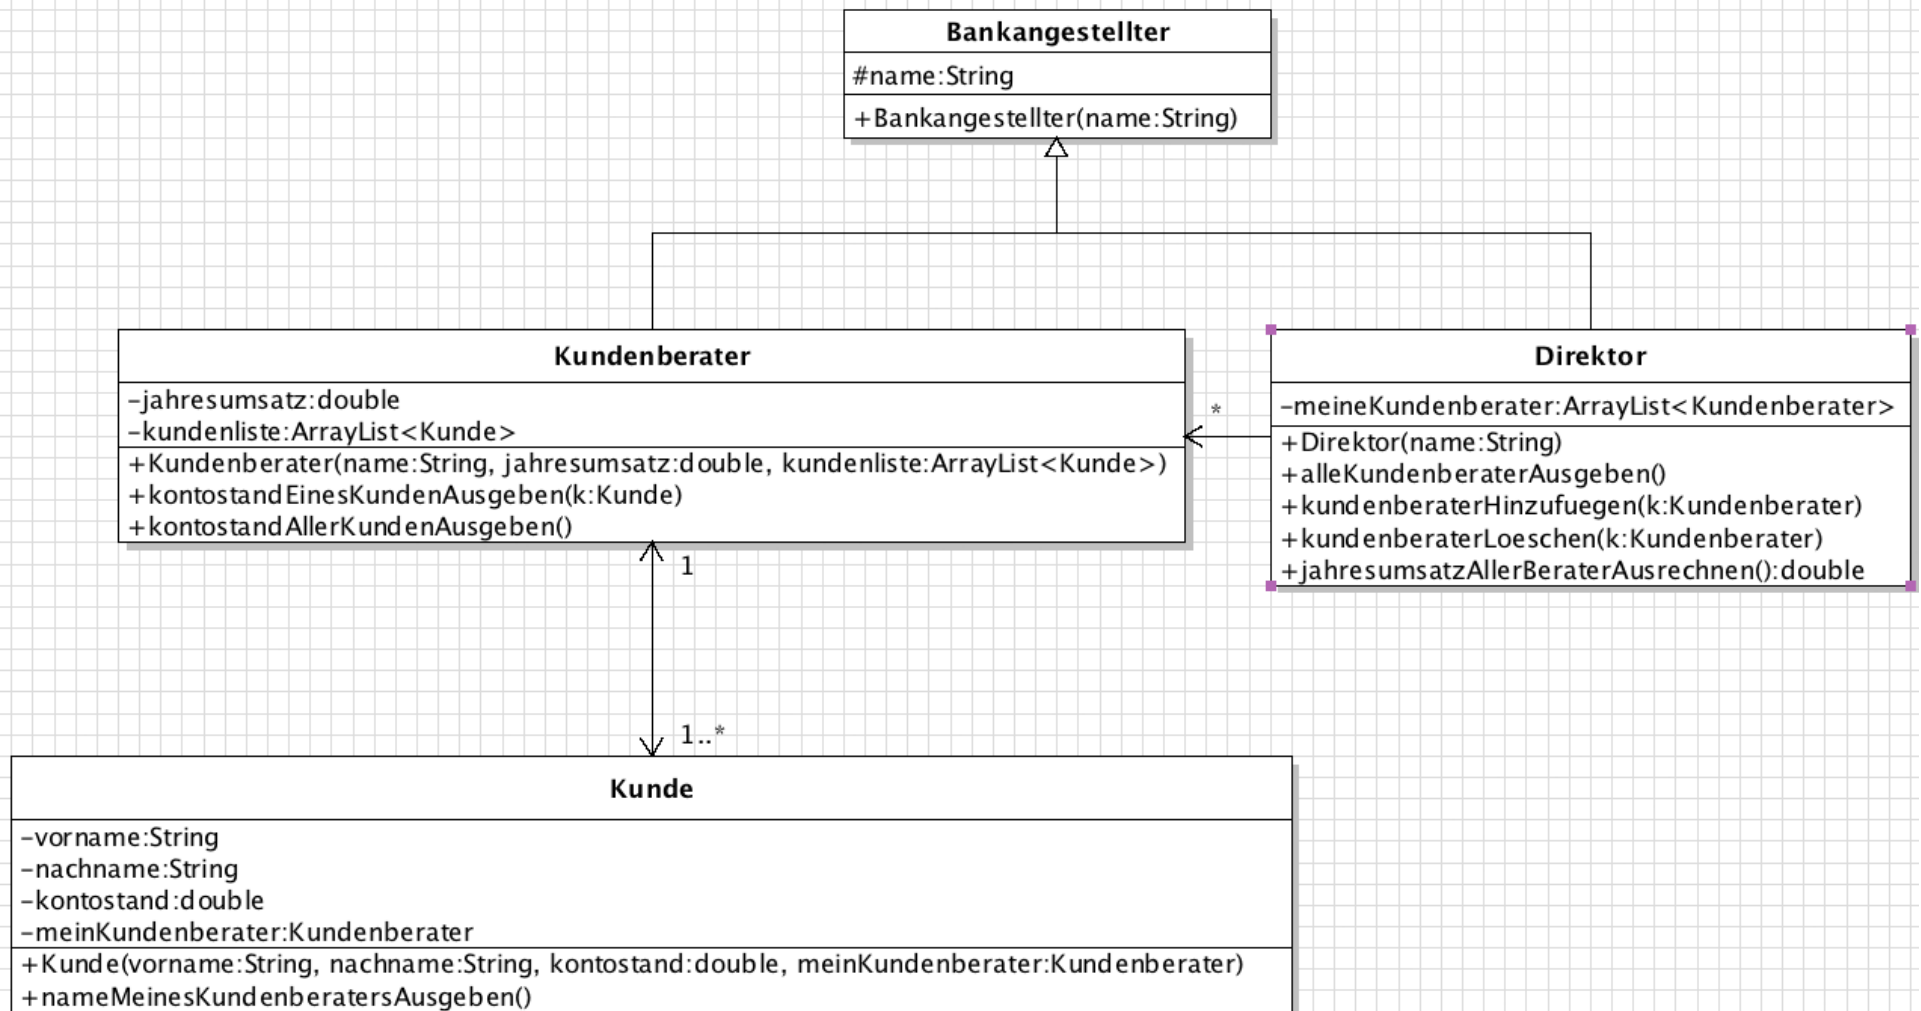 Bankangestellter
#name:String
+Bankangestellter(name:String)
Kundenberater
-jahresumsatz:double
-kundenliste:ArrayList<Kunde>
+Kundenberater(name:String, jahresumsatz:double, kundenliste:ArrayList<Kunde>)
+kontostandEinesKundenAusgeben(k:Kunde)
+kontostandAllerKundenAusgeben()
*
Direktor
-meineKundenberater:ArrayList<Kundenberater>
+Direktor(name:String)
+alleKundenberaterAusgeben()
+kundenberaterHinzufuegen(k:Kundenberater)
+kundenberaterLoeschen(k:Kundenberater)
+jahresumsatzAllerBeraterAusrechnen():double
1
1..*
Kunde
-vorname:String
-nachname:String
-kontostand:double
-meinKundenberater:Kundenberater
+Kunde(vorname:String, nachname:String, kontostand:double, meinKundenberater:Kundenberater)
+nameMeinesKundenberatersAusgeben()